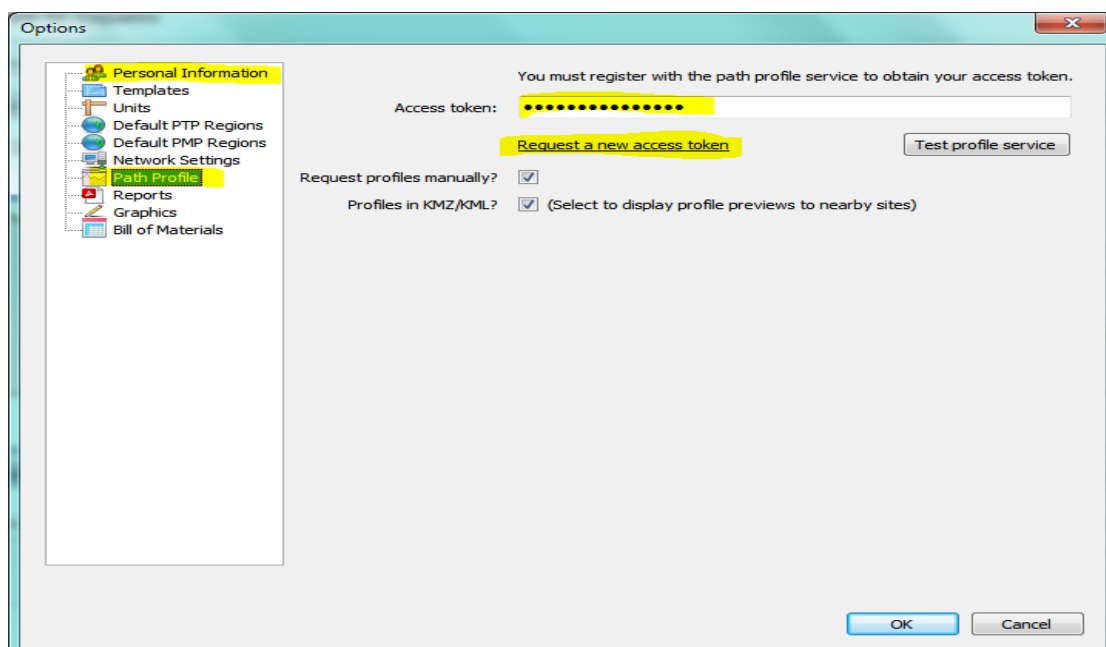 Options
Personal Information
Templates
Units
Default PTP Regions
Default PMP Regions
Network Settings
Path Profile
Reports
Graphics
Bill of Materials
You must register with the path profile service to obtain your access token.
Access token: ●●●●●●●●●●●●●●●
Request a new access token
Test profile service
Request profiles manually?
Profiles in KMZ/KML? (Select to display profile previews to nearby sites)
OK
Cancel